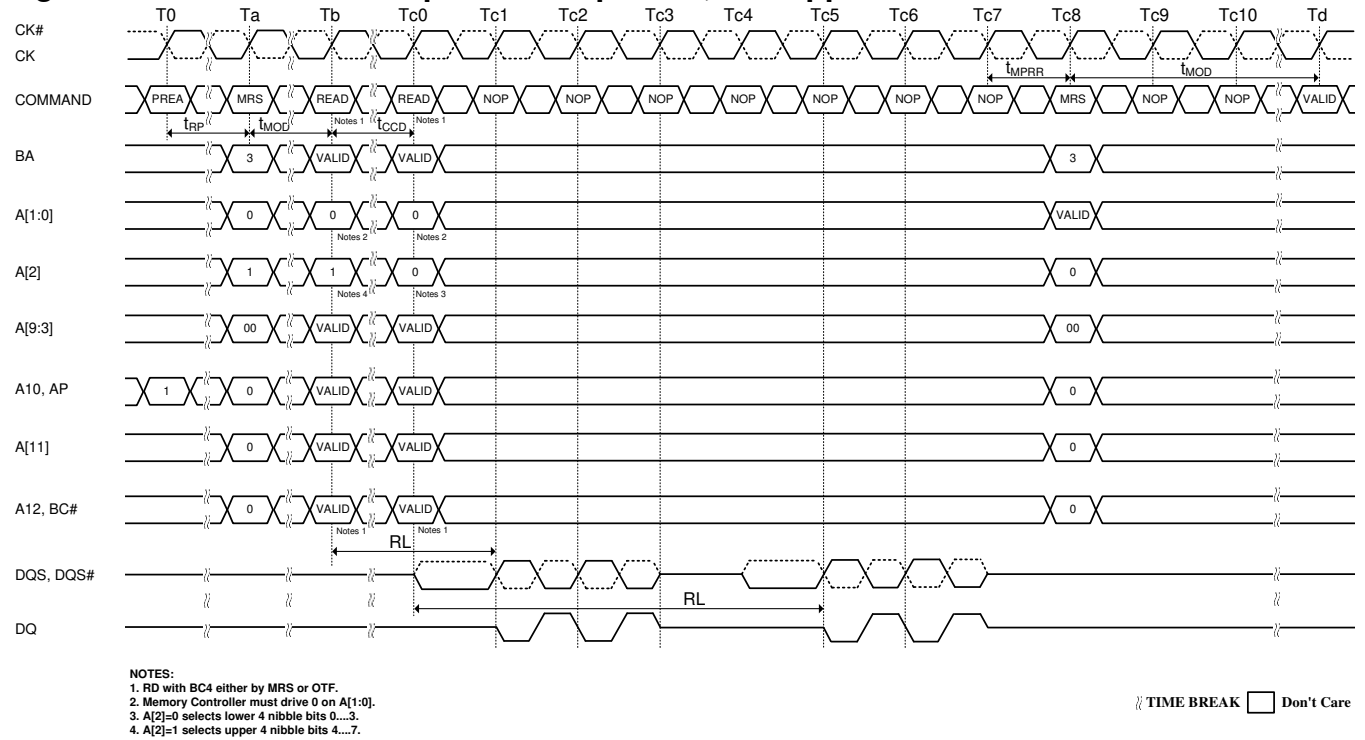 T0 Ta Tb Tc0 Tc1 Tc2 Tc3 Tc4 Tc5 Tc6 Tc7 Tc8 Tc9 Tc10 Td
CK#
CK
tMPRR tMOD
COMMAND PREA MRS READ READ NOP NOP NOP NOP NOP NOP NOP MRS NOP NOP VALID
Notes 1 Notes 1
tRP tMOD tCCD
BA 3 VALID VALID 3
A[1:0] 0 0 0 VALID
Notes 2 Notes 2
A[2] 1 1 0 0
Notes 4 Notes 3
A[9:3] 00 VALID VALID 00
A10, AP 1 0 VALID VALID 0
A[11] 0 VALID VALID 0
A12, BC# 0 VALID VALID 0
Notes 1 Notes 1
RL
DQS, DQS#
RL
DQ
NOTES:
1. RD with BC4 either by MRS or OTF.
2. Memory Controller must drive 0 on A[1:0].
3. A[2]=0 selects lower 4 nibble bits 0....3.
4. A[2]=1 selects upper 4 nibble bits 4....7.
TIME BREAK Don't Care